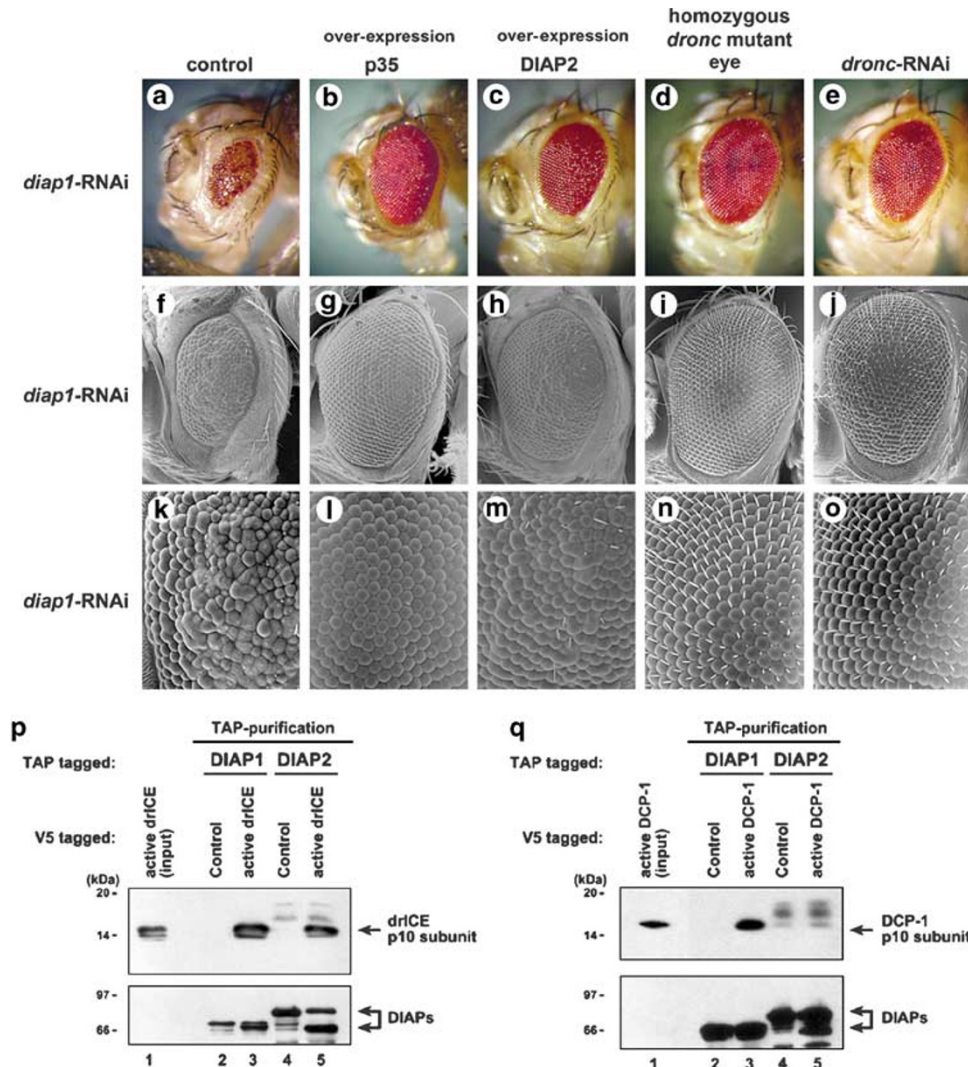 control
over-expression
p35
over-expression
DIAP2
homozygous
dronc mutant
eye
dronc-RNAi
diap1-RNAi
a
b
c
d
e
diap1-RNAi
f
g
h
i
j
diap1-RNAi
k
l
m
n
o
p
TAP-purification
TAP tagged:
DIAP1
DIAP2
V5 tagged:
active drICE
(input)
Control
active drICE
Control
active drICE
(kDa)
20 -
14 -
drICE
p10 subunit
97 -
66 -
DIAPs
1
2
3
4
5
q
TAP-purification
TAP tagged:
DIAP1
DIAP2
V5 tagged:
active DCP-1
(input)
Control
active DCP-1
Control
active DCP-1
(kDa)
20 -
14 -
DCP-1
p10 subunit
97 -
66 -
DIAPs
1
2
3
4
5